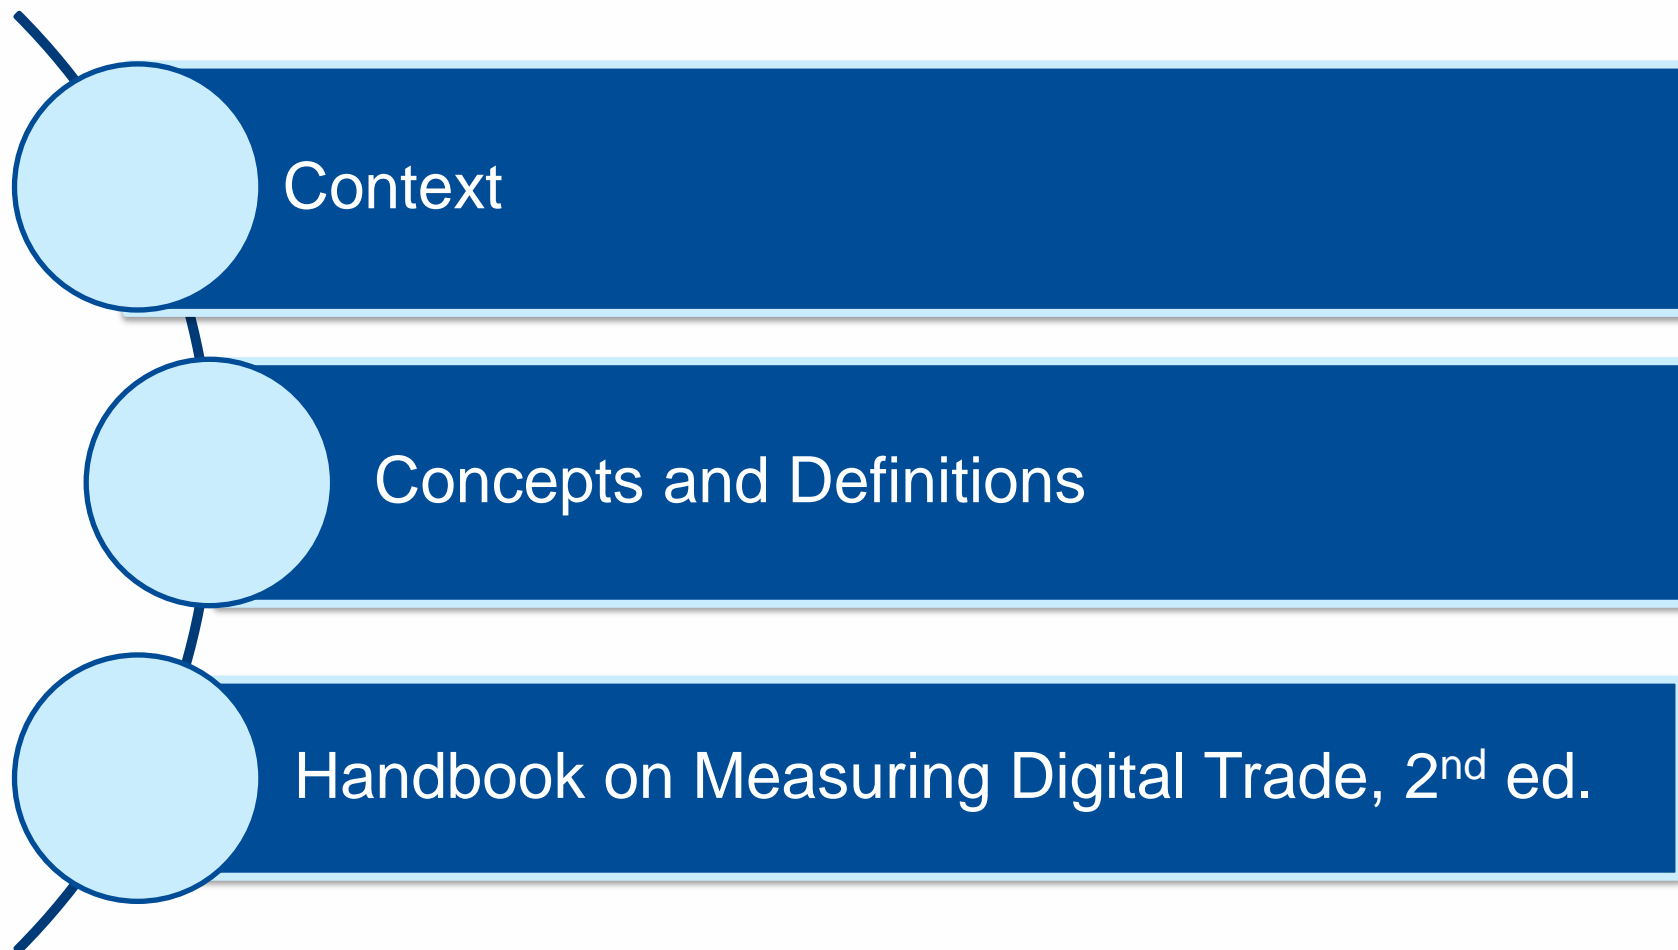 Context
Concepts and Definitions
Handbook on Measuring Digital Trade, 2nd ed.